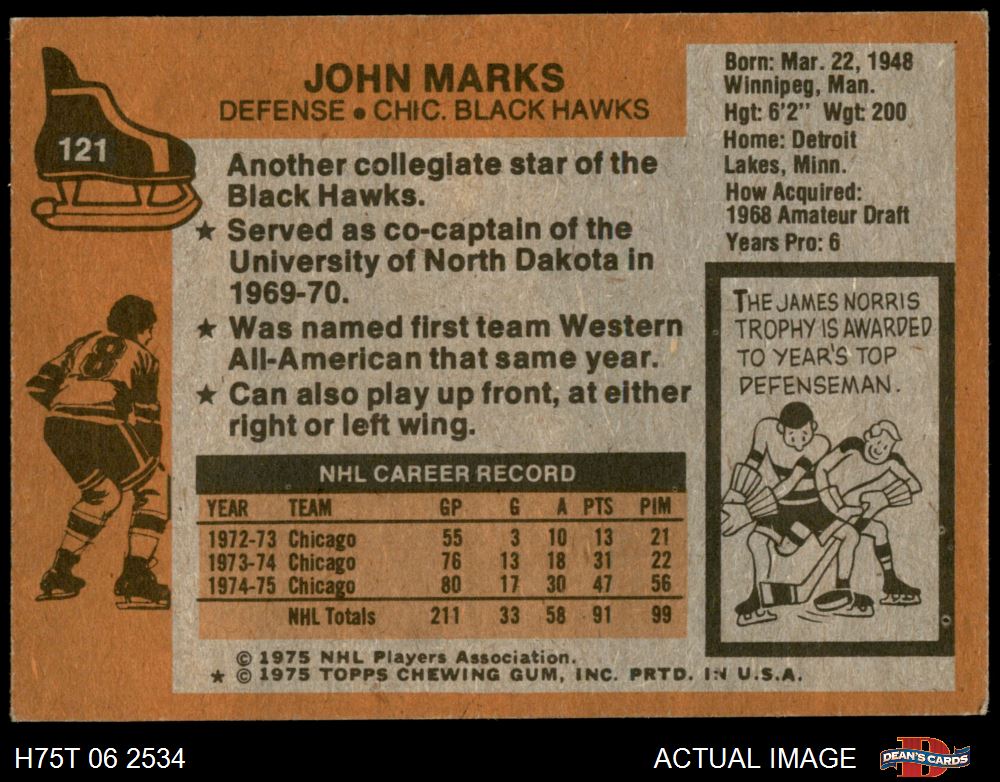 121
JOHN MARKS
DEFENSE • CHIC. BLACK HAWKS
Another collegiate star of the
Black Hawks.
★ Served as co-captain of the
University of North Dakota in
1969-70.
★ Was named first team Western
All-American that same year.
★ Can also play up front, at either
right or left wing.
Born: Mar. 22, 1948
Winnipeg, Man.
Hgt: 6'2" Wgt: 200
Home: Detroit
Lakes, Minn.
How Acquired:
1968 Amateur Draft
Years Pro: 6
THE JAMES NORRIS
TROPHY IS AWARDED
TO YEAR'S TOP
DEFENSEMAN.
8
NHL CAREER RECORD
YEAR TEAM GP G A PTS PIM
1972-73 Chicago 55 3 10 13 21
1973-74 Chicago 76 13 18 31 22
1974-75 Chicago 80 17 30 47 56
NHL Totals 211 33 58 91 99
© 1975 NHL Players Association.
★ © 1975 TOPPS CHEWING GUM, INC. PRTD. IN U.S.A.
H75T 06 2534
ACTUAL IMAGE
DEAN'S CARDS